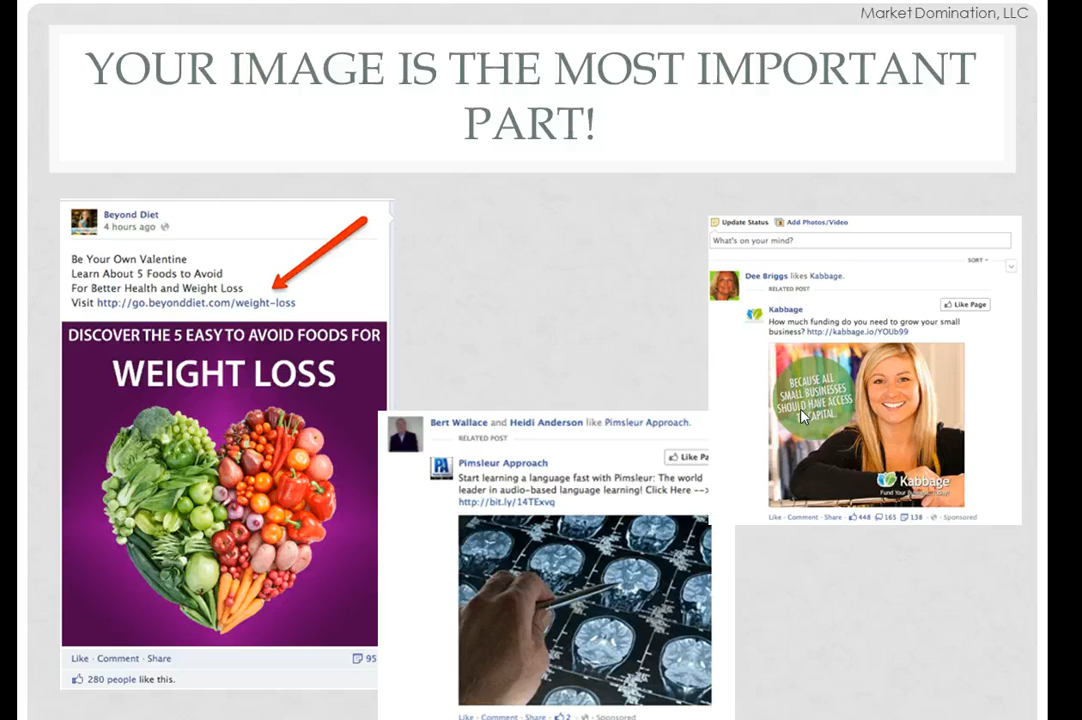 Market Domination, LLC
YOUR IMAGE IS THE MOST IMPORTANT
PART!
Beyond Diet
4 hours ago
Be Your Own Valentine
Learn About 5 Foods to Avoid
For Better Health and Weight Loss
Visit http://go.beyonddiet.com/weight-loss
DISCOVER THE 5 EASY TO AVOID FOODS FOR
WEIGHT LOSS
Like · Comment · Share 95
280 people like this.
Bert Wallace and Heidi Anderson like Pimsleur Approach.
RELATED POST
Pimsleur Approach
Like Pa
Start learning a language fast with Pimsleur: The world
leader in audio-based language learning! Click Here -->
http://bit.ly/14TExvq
PA
Like · Comment · Share · 2 · Sponsored
Update Status Add Photos/Video
What's on your mind?
SORT
Dee Briggs likes Kabbage.
RELATED POST
Like Page
Kabbage
How much funding do you need to grow your small
business? http://kabbage.io/YOUb99
BECAUSE ALL
SMALL BUSINESSES
SHOULD HAVE ACCESS
CAPITAL.
Kabbage
Fund Your Business Today!
Like · Comment · Share · 448 165 138 · Sponsored